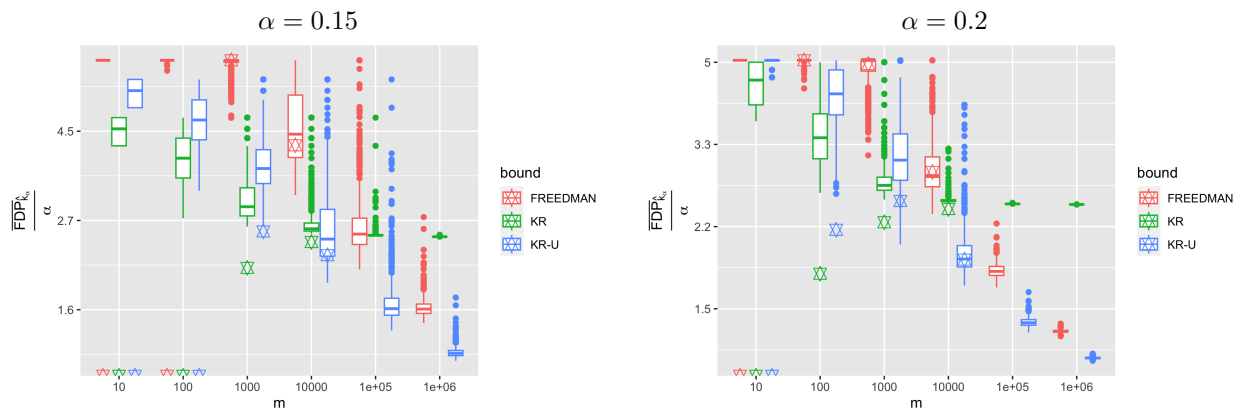 α = 0.15
4.5
2.7
1.6
10
100
1000
10000
1e+05
1e+06
m
bound
FREEDMAN
KR
KR-U
α = 0.2
5
3.3
2.2
1.5
10
100
1000
10000
1e+05
1e+06
m
bound
FREEDMAN
KR
KR-U